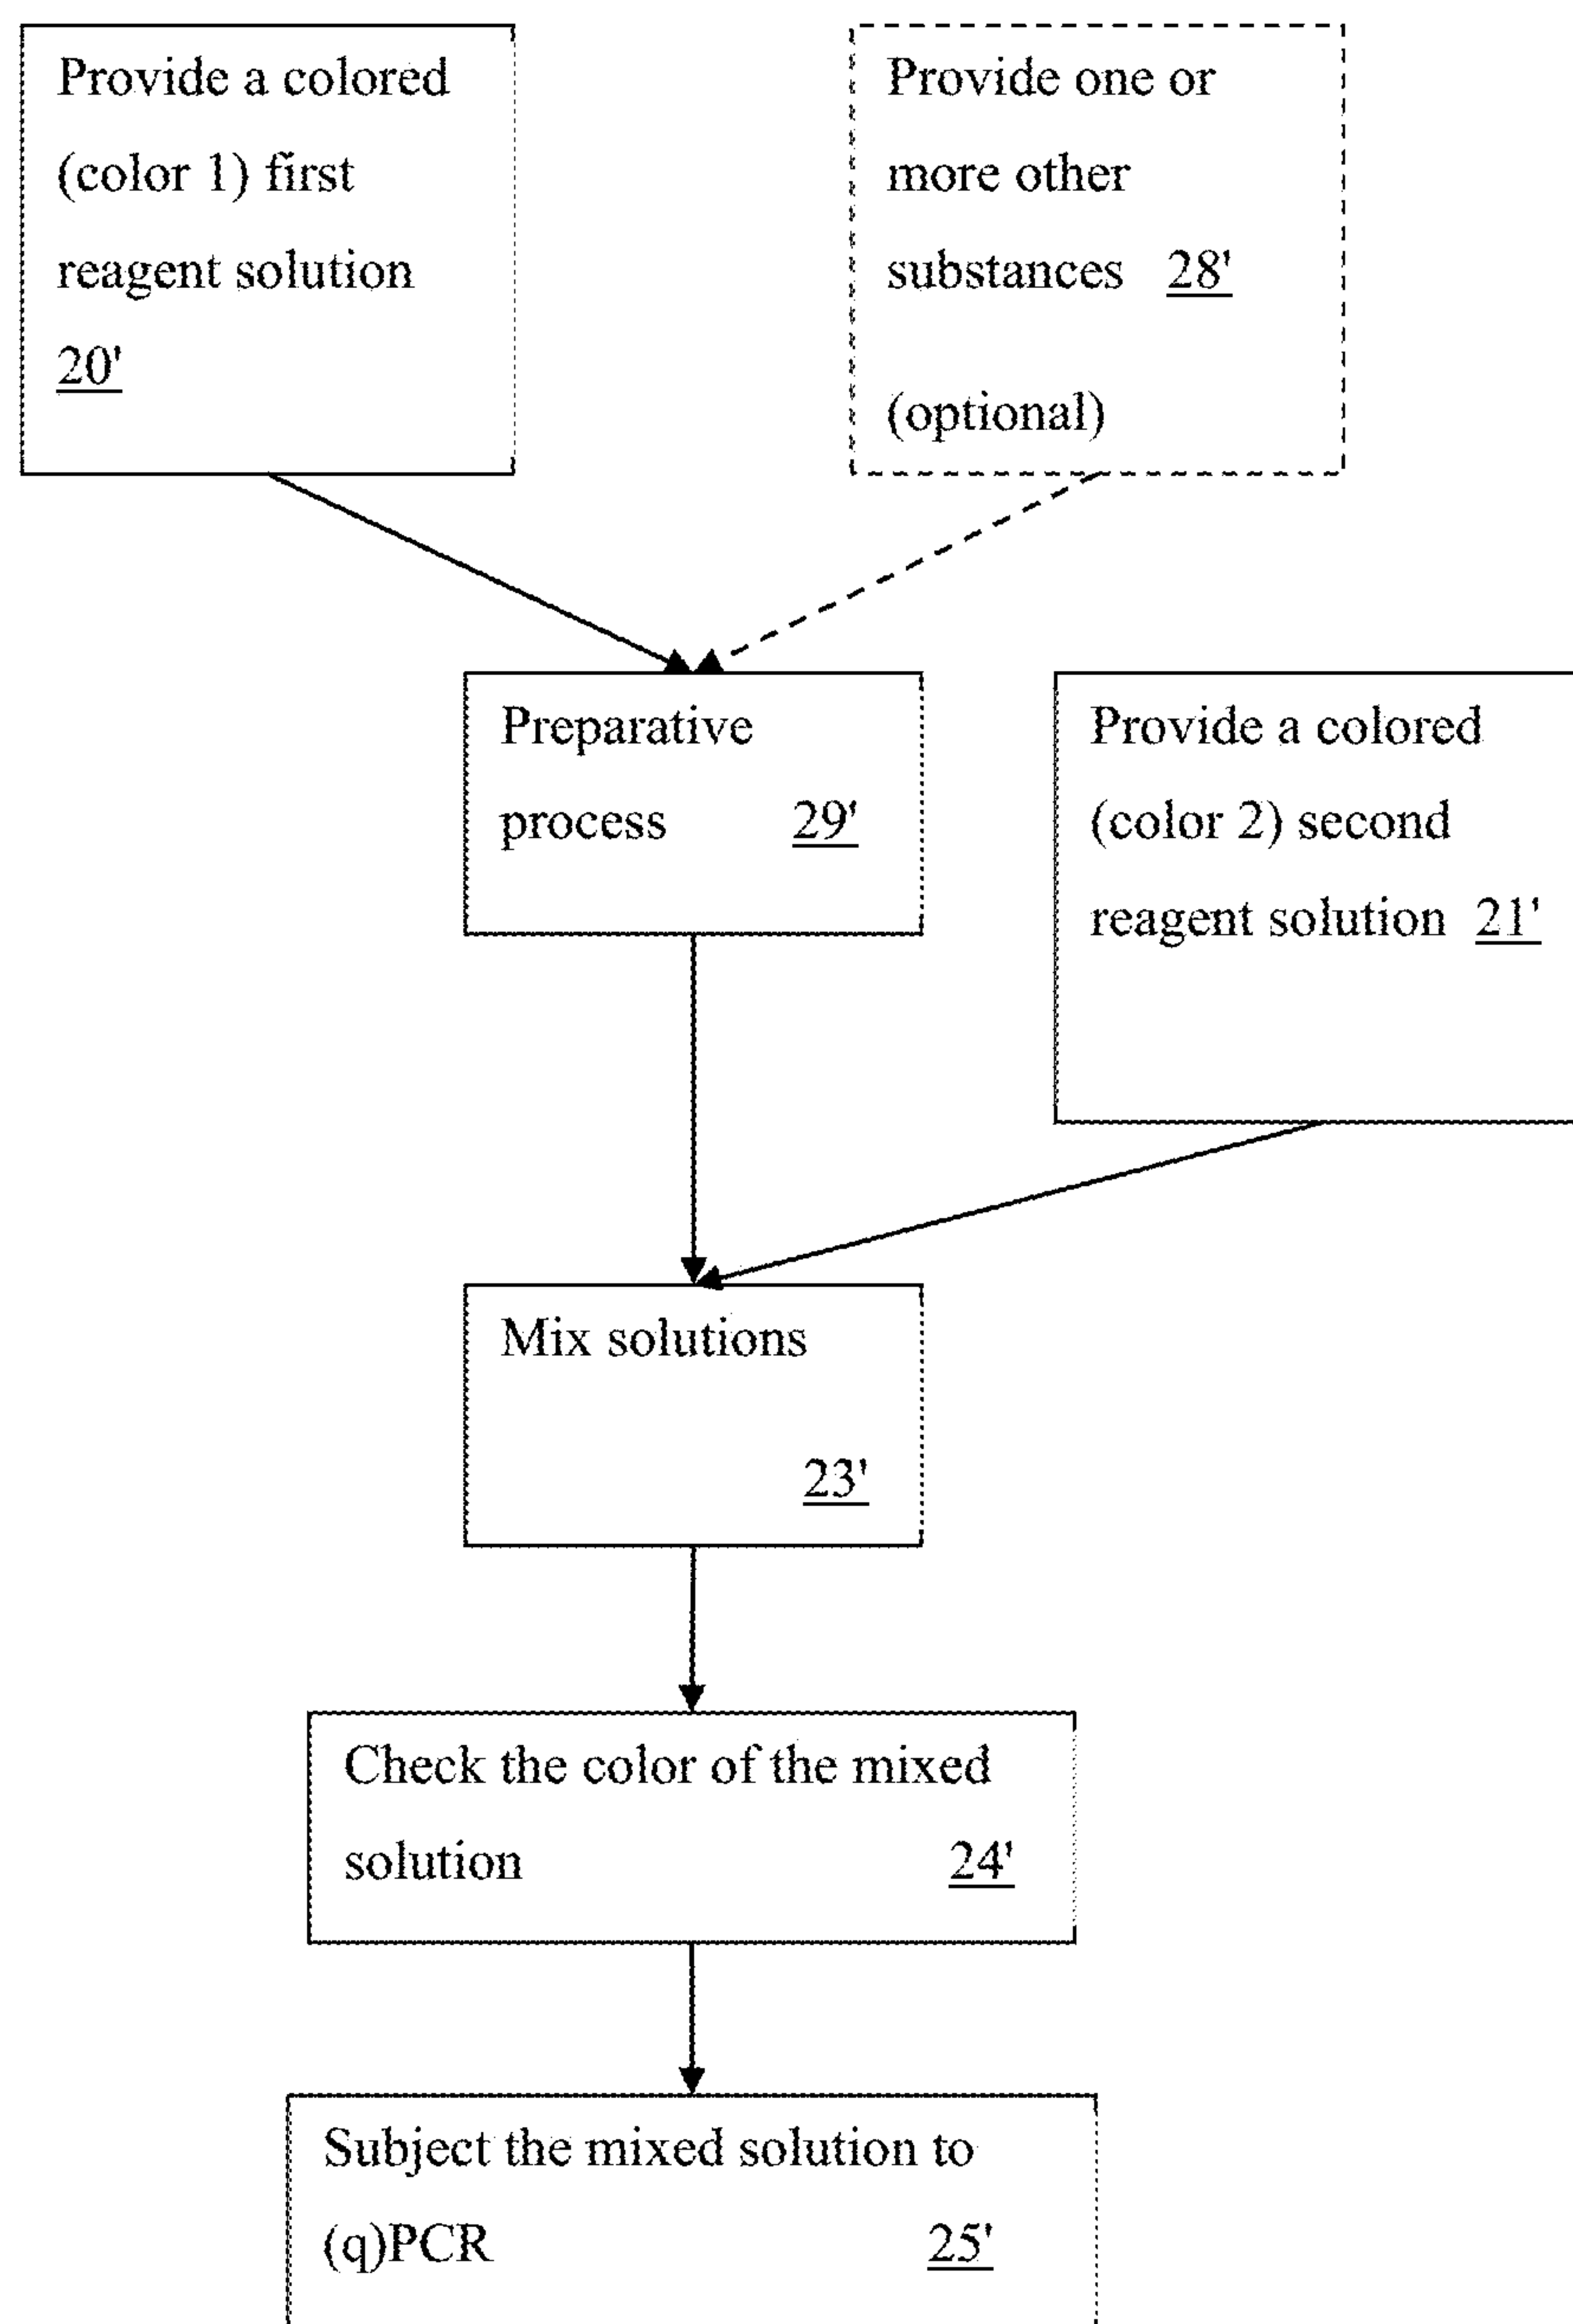 Provide a colored
(color 1) first
reagent solution
20'
Provide one or
more other
substances 28'
(optional)
Preparative
process 29'
Provide a colored
(color 2) second
reagent solution 21'
Mix solutions
23'
Check the color of the mixed
solution 24'
Subject the mixed solution to
(q)PCR 25'